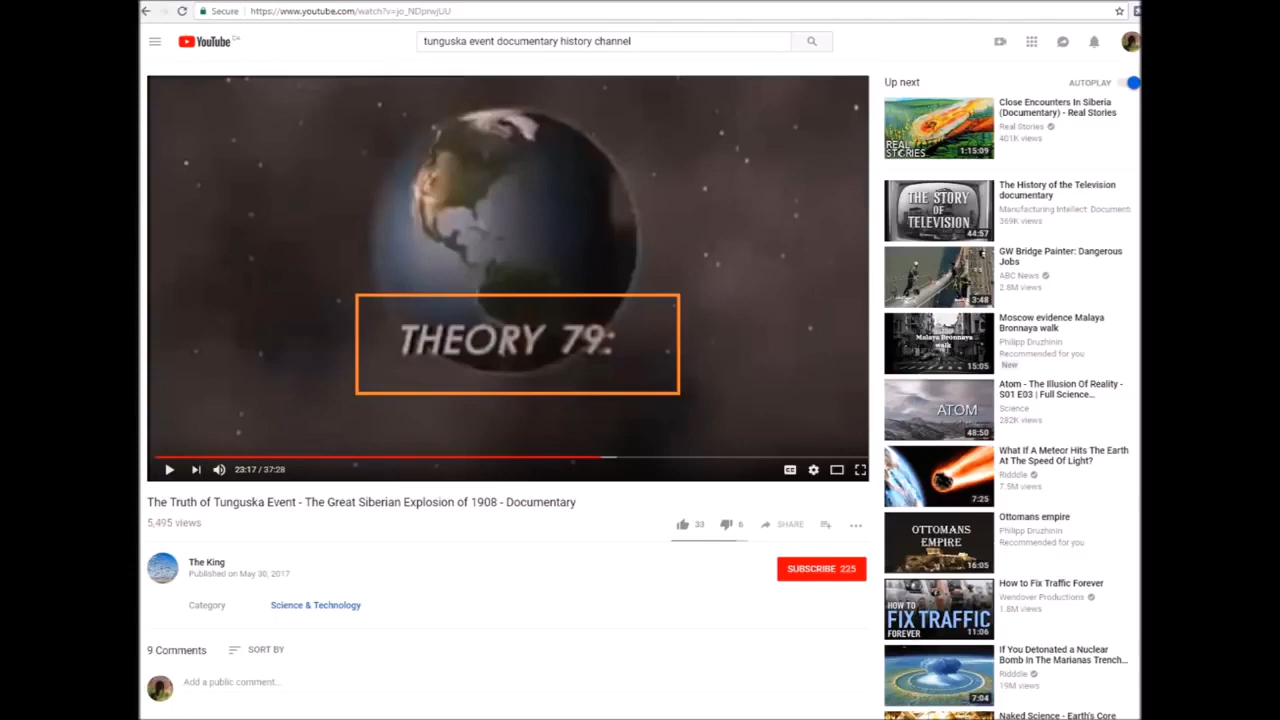 Secure
https://www.youtube.com/watch?v=jo_NDprwjUU
YouTube CA
tunguska event documentary history channel
THEORY 79:
23:17 / 37:28
The Truth of Tunguska Event - The Great Siberian Explosion of 1908 - Documentary
5,495 views
33
6
SHARE
The King
Published on May 30, 2017
SUBSCRIBE 225
Category
Science & Technology
9 Comments
SORT BY
Add a public comment...
Up next
AUTOPLAY
REAL STORIES
1:15:09
Close Encounters In Siberia
(Documentary) - Real Stories
Real Stories
401K views
THE STORY
OF
TELEVISION
44:57
The History of the Television
documentary
Manufacturing Intellect: Document
369K views
3:48
GW Bridge Painter: Dangerous
Jobs
ABC News
2.8M views
Malaya Bronnaya
walk
15:05
Moscow evidence Malaya
Bronnaya walk
Philipp Druzhinin
Recommended for you
New
ATOM
48:50
Atom - The Illusion Of Reality -
S01 E03 | Full Science...
Science
282K views
7:25
What If A Meteor Hits The Earth
At The Speed Of Light?
Riddle
7.5M views
OTTOMANS
EMPIRE
16:05
Ottomans empire
Philipp Druzhinin
Recommended for you
HOW TO
FIX TRAFFIC
FOREVER
11:06
How to Fix Traffic Forever
Wendover Productions
1.8M views
7:04
If You Detonated a Nuclear
Bomb In The Marianas Trench...
Riddle
19M views
Naked Science - Earth's Core